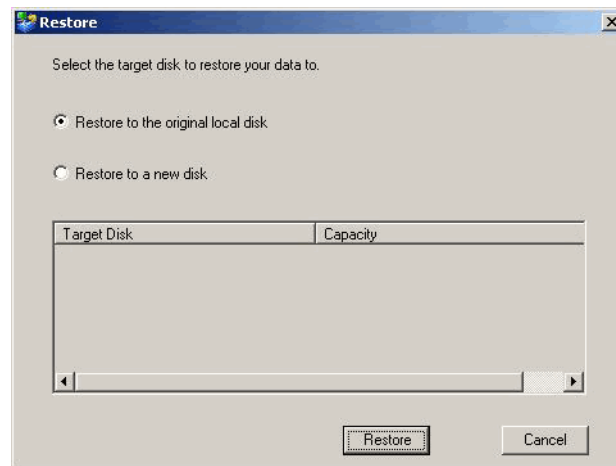 Restore
Select the target disk to restore your data to.
Restore to the original local disk
Restore to a new disk
Target Disk Capacity
Restore Cancel